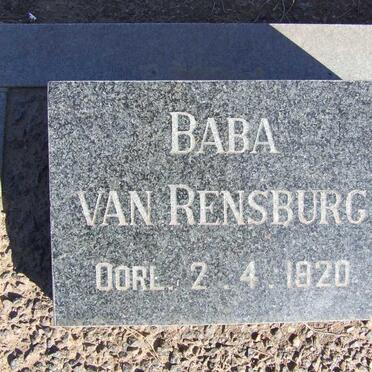 BABA
VAN RENSBURG
OORL. 2. 4. 1920